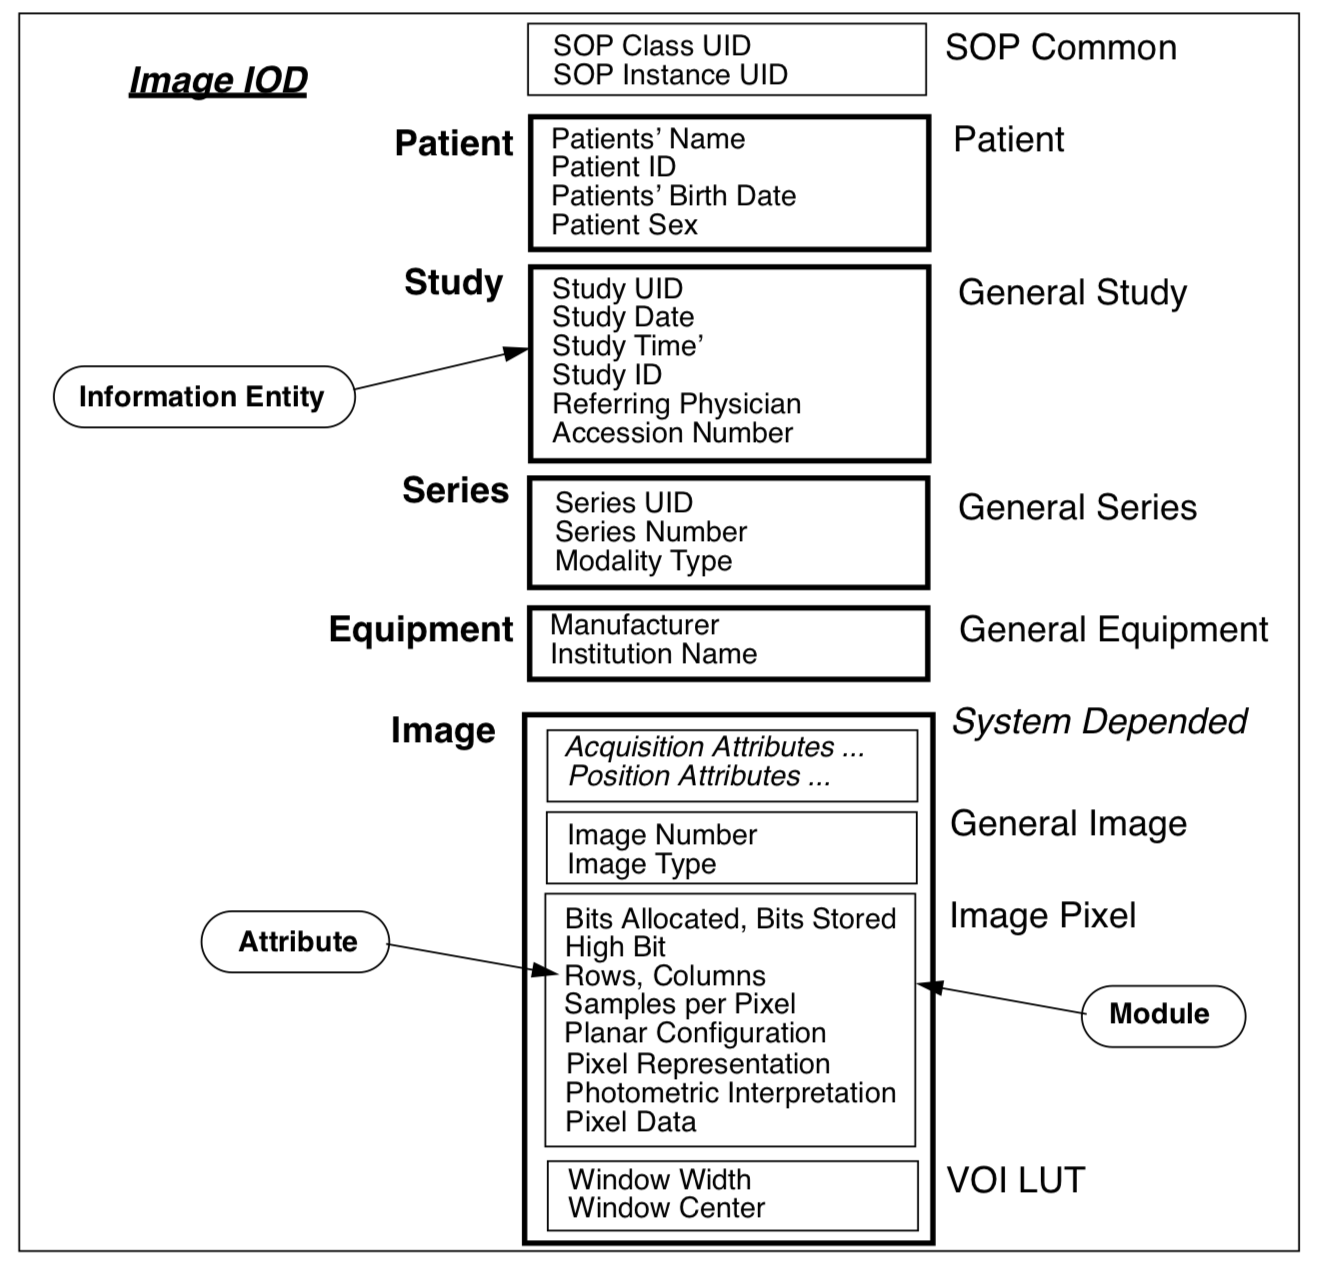 Image IOD
SOP Class UID
SOP Instance UID
SOP Common
Patient
Patients’ Name
Patient ID
Patients’ Birth Date
Patient Sex
Patient
Study
Study UID
Study Date
Study Time’
Study ID
Referring Physician
Accession Number
General Study
Information Entity
Series
Series UID
Series Number
Modality Type
General Series
Equipment
Manufacturer
Institution Name
General Equipment
Image
Acquisition Attributes ...
Position Attributes ...
System Depended
Image Number
Image Type
General Image
Attribute
Bits Allocated, Bits Stored
High Bit
Rows, Columns
Samples per Pixel
Planar Configuration
Pixel Representation
Photometric Interpretation
Pixel Data
Image Pixel
Module
Window Width
Window Center
VOI LUT